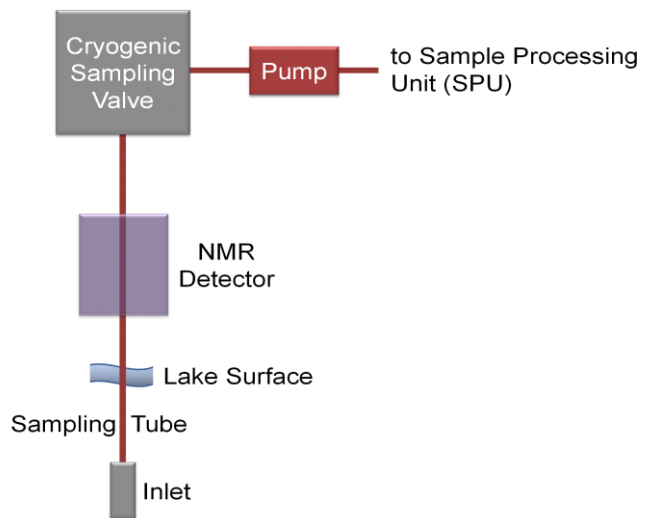 Cryogenic
Sampling
Valve
Pump
to Sample Processing
Unit (SPU)
NMR
Detector
Lake Surface
Sampling Tube
Inlet